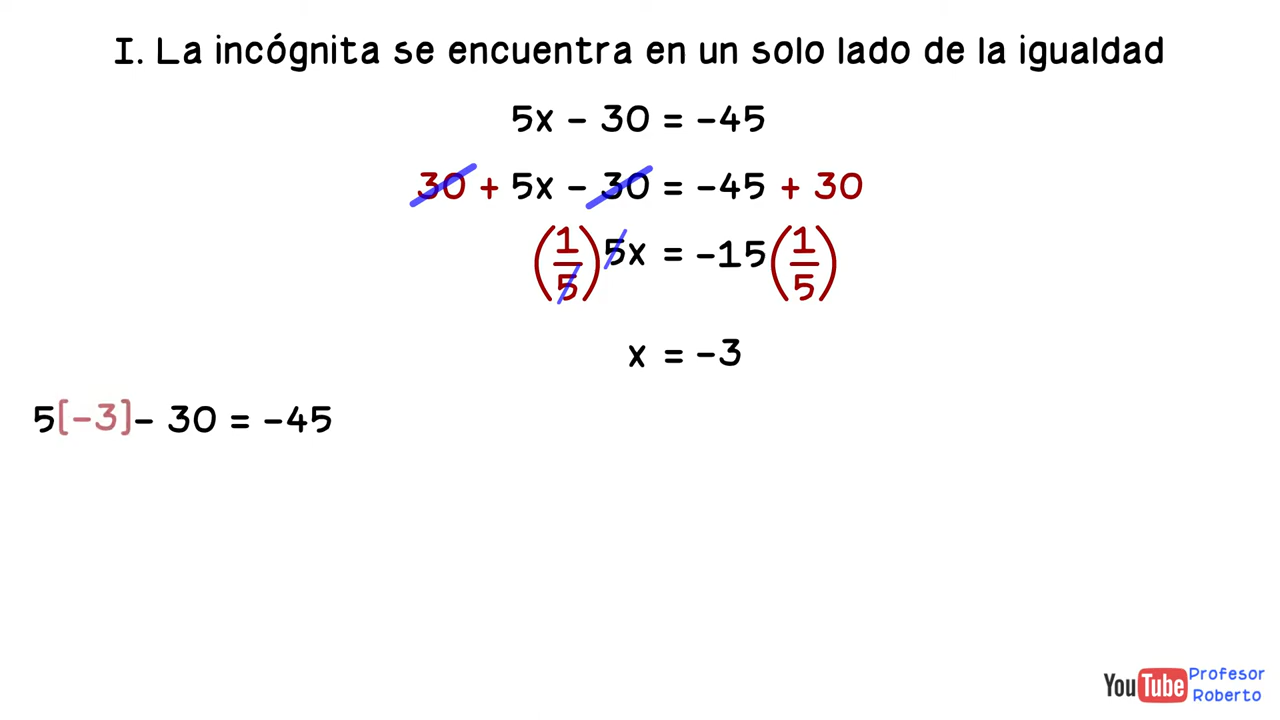 I. La incógnita se encuentra en un solo lado de la igualdad
5x - 30 = -45
30 + 5x - 30 = -45 + 30
(1/5) 5x = -15 (1/5)
x = -3
5[-3] - 30 = -45
YouTube Profesor
Roberto